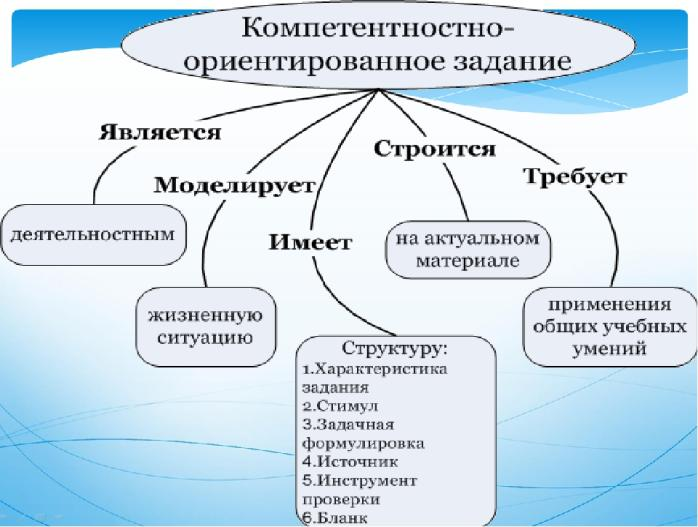 Компетентностно-
ориентированное задание
Является
Строится
Моделирует
Требует
Имеет
деятельностным
на актуальном
материале
жизненную
ситуацию
применения
общих учебных
умений
Структуру:
1.Характеристика
задания
2.Стимул
3.Задачная
формулировка
4.Источник
5.Инструмент
проверки
6.Бланк